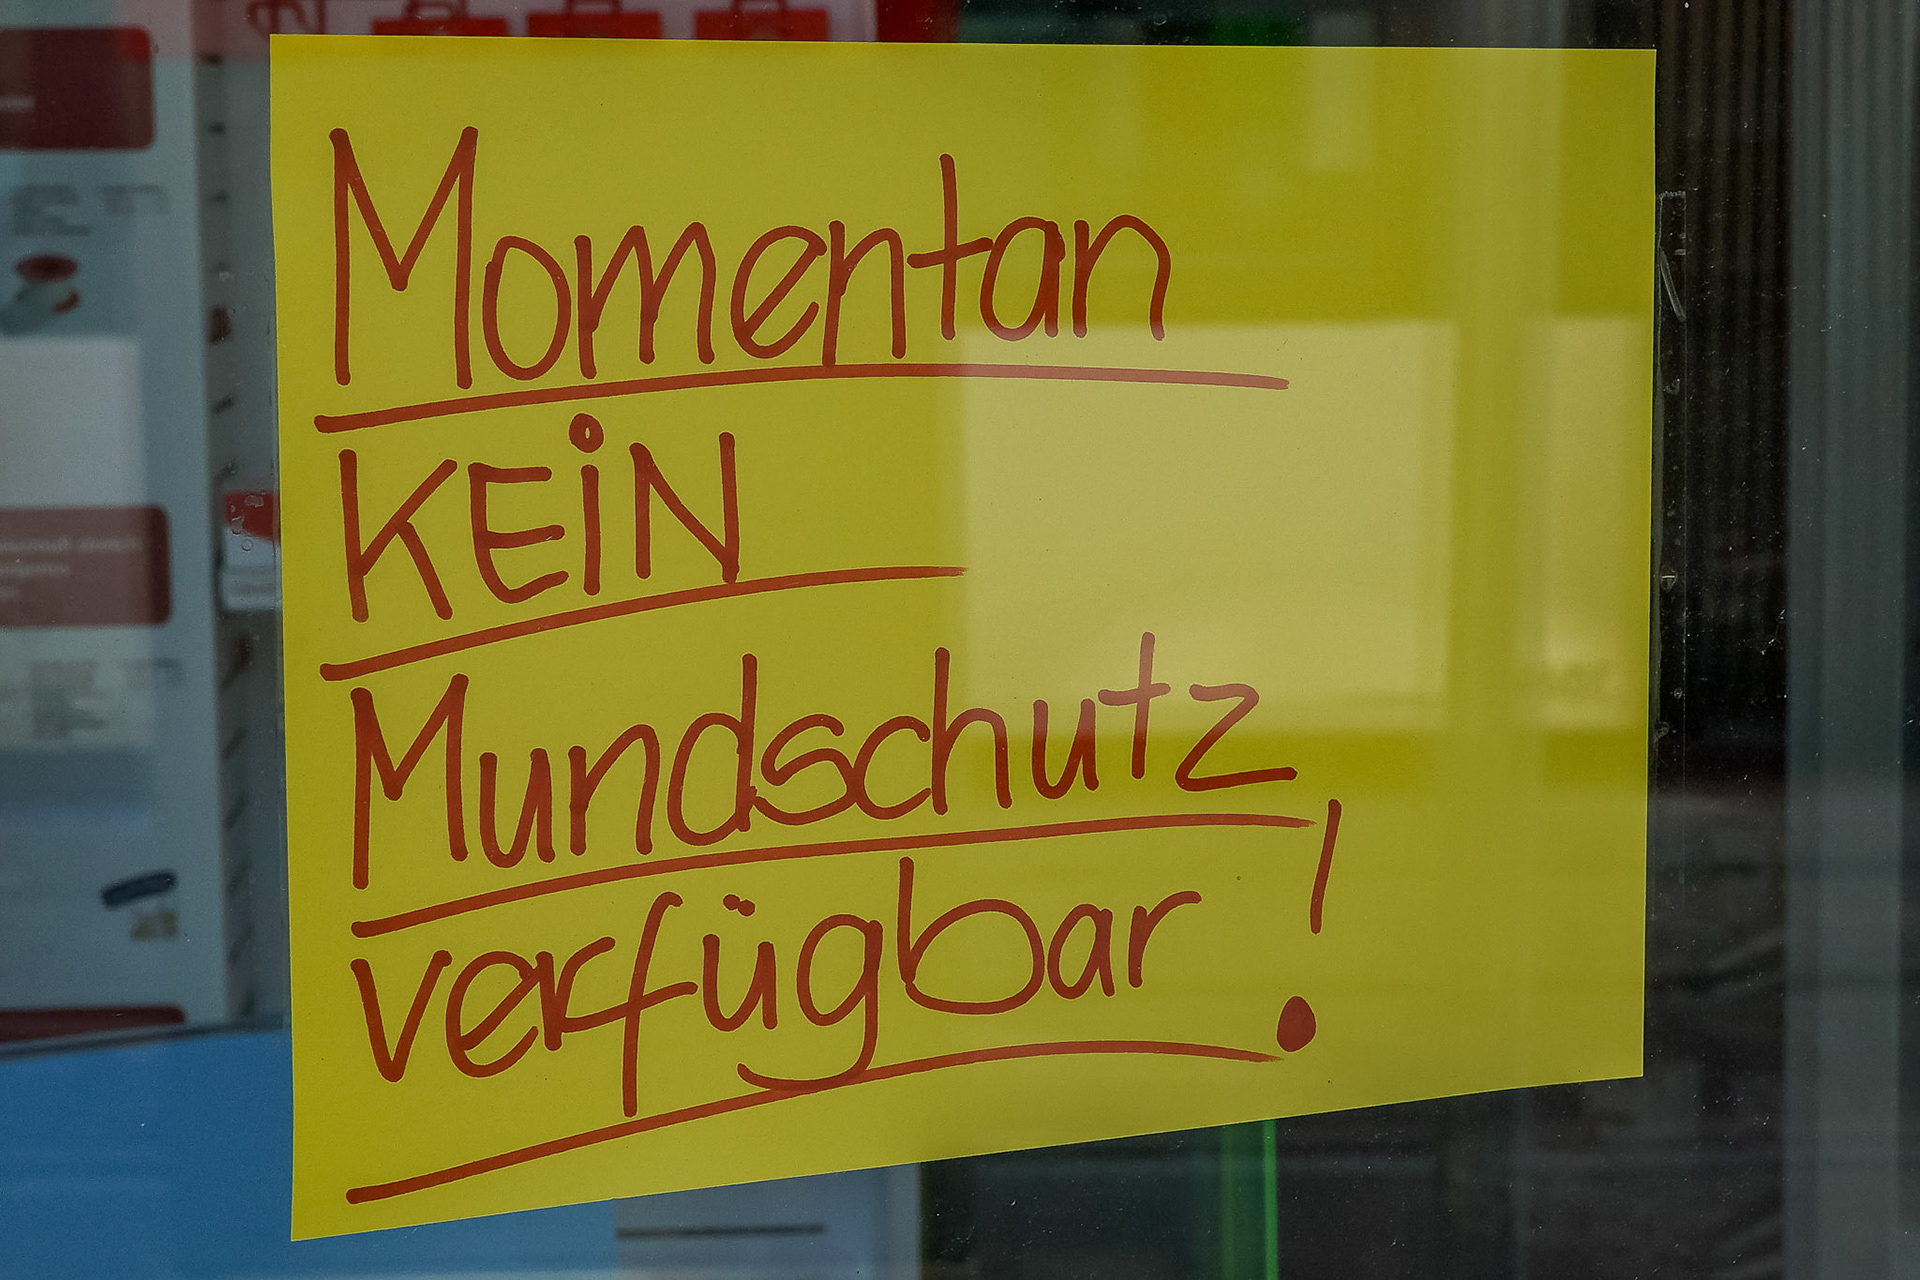 Momentan
KEiN
Mundschutz
verfügbar!